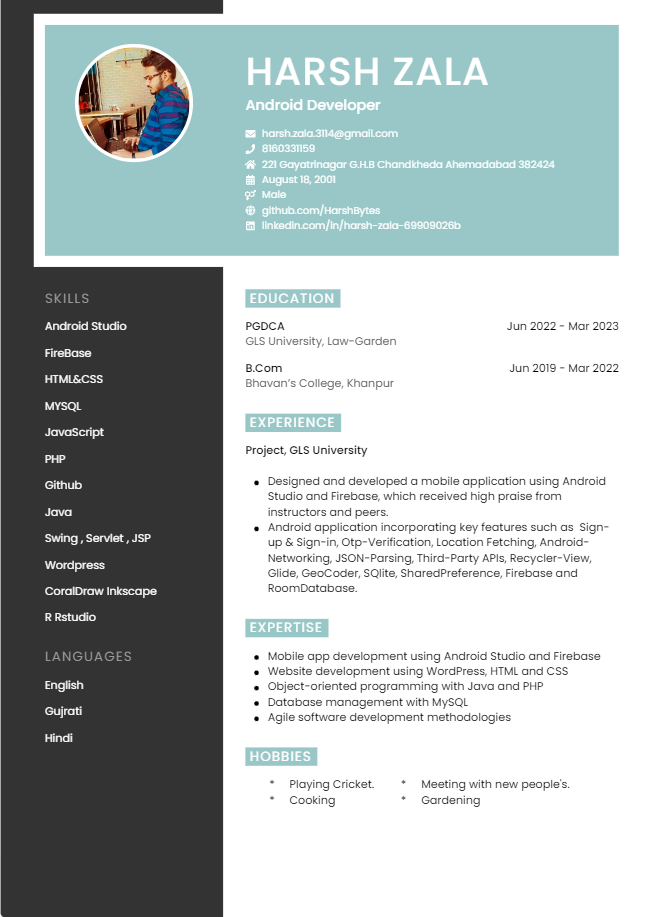 HARSH ZALA
Android Developer
harsh.zala.3114@gmail.com
8160331159
221 Gayatrinagar G.H.B Chandkheda Ahemadabad 382424
August 18, 2001
Male
github.com/HarshBytes
linkedin.com/in/harsh-zala-69909026b
SKILLS
Android Studio
FireBase
HTML&CSS
MYSQL
JavaScript
PHP
Github
Java
Swing , Servlet , JSP
Wordpress
CoralDraw Inkscape
R Rstudio
LANGUAGES
English
Gujrati
Hindi
EDUCATION
PGDCA Jun 2022 - Mar 2023
GLS University, Law-Garden
B.Com Jun 2019 - Mar 2022
Bhavan's College, Khanpur
EXPERIENCE
Project, GLS University
• Designed and developed a mobile application using Android
Studio and Firebase, which received high praise from
instructors and peers.
• Android application incorporating key features such as Sign-
up & Sign-in, Otp-Verification, Location Fetching, Android-
Networking, JSON-Parsing, Third-Party APIs, Recycler-View,
Glide, GeoCoder, SQlite, SharedPreference, Firebase and
RoomDatabase.
EXPERTISE
• Mobile app development using Android Studio and Firebase
• Website development using WordPress, HTML and CSS
• Object-oriented programming with Java and PHP
• Database management with MySQL
• Agile software development methodologies
HOBBIES
* Playing Cricket. * Meeting with new people's.
* Cooking * Gardening